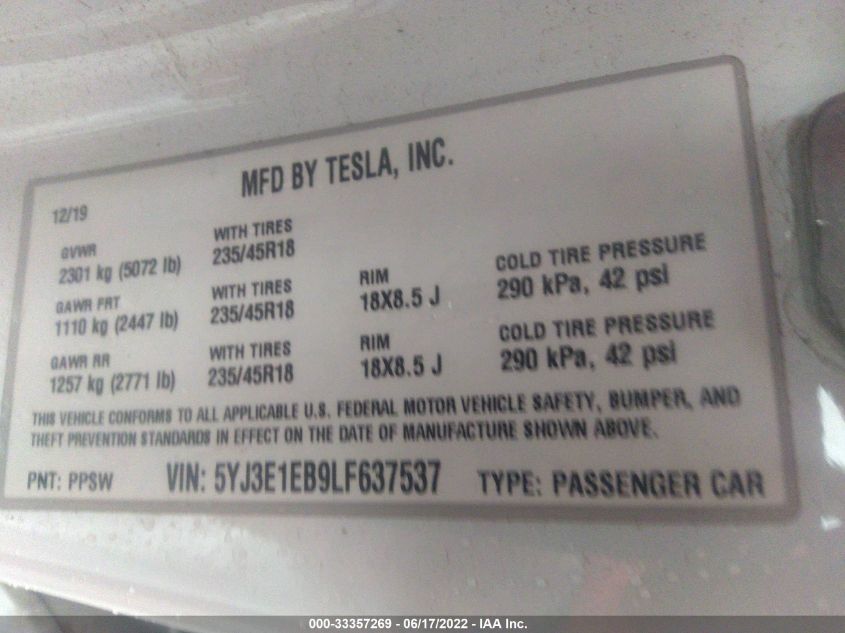 MFD BY TESLA, INC.
12/19
GVWR
2301 kg (5072 lb)
WITH TIRES
235/45R18
GAWR FRT
1110 kg (2447 lb)
WITH TIRES
235/45R18
RIM
18X8.5 J
COLD TIRE PRESSURE
290 kPa, 42 psi
GAWR RR
1257 kg (2771 lb)
WITH TIRES
235/45R18
RIM
18X8.5 J
COLD TIRE PRESSURE
290 kPa, 42 psi
THIS VEHICLE CONFORMS TO ALL APPLICABLE U.S. FEDERAL MOTOR VEHICLE SAFETY, BUMPER, AND
THEFT PREVENTION STANDARDS IN EFFECT ON THE DATE OF MANUFACTURE SHOWN ABOVE.
PNT: PPSW VIN: 5YJ3E1EB9LF637537 TYPE: PASSENGER CAR
000-33357269 - 06/17/2022 - IAA Inc.